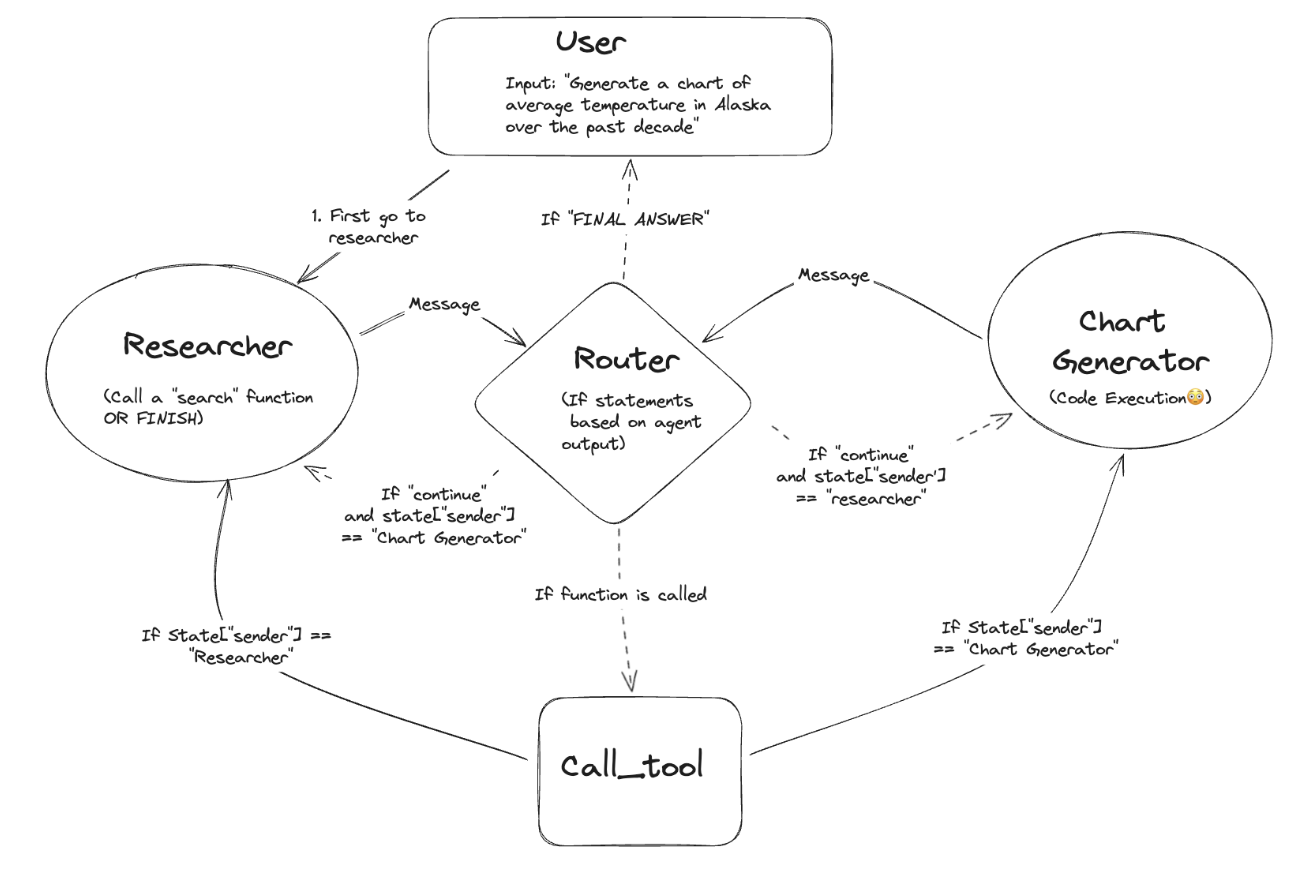 User
Input: "Generate a chart of
average temperature in Alaska
over the past decade"
1. First go to
researcher
If "FINAL ANSWER"
Message
Message
Researcher
(Call a "search" function
OR FINISH)
Router
(If statements
based on agent
output)
Chart
Generator
(Code Execution😳)
If "continue"
and state["sender"]
== "Chart Generator"
If "continue"
and state["sender']
== "researcher"
If function is called
If State["sender"] ==
"Researcher"
If State["sender"]
== "Chart Generator"
Call_tool